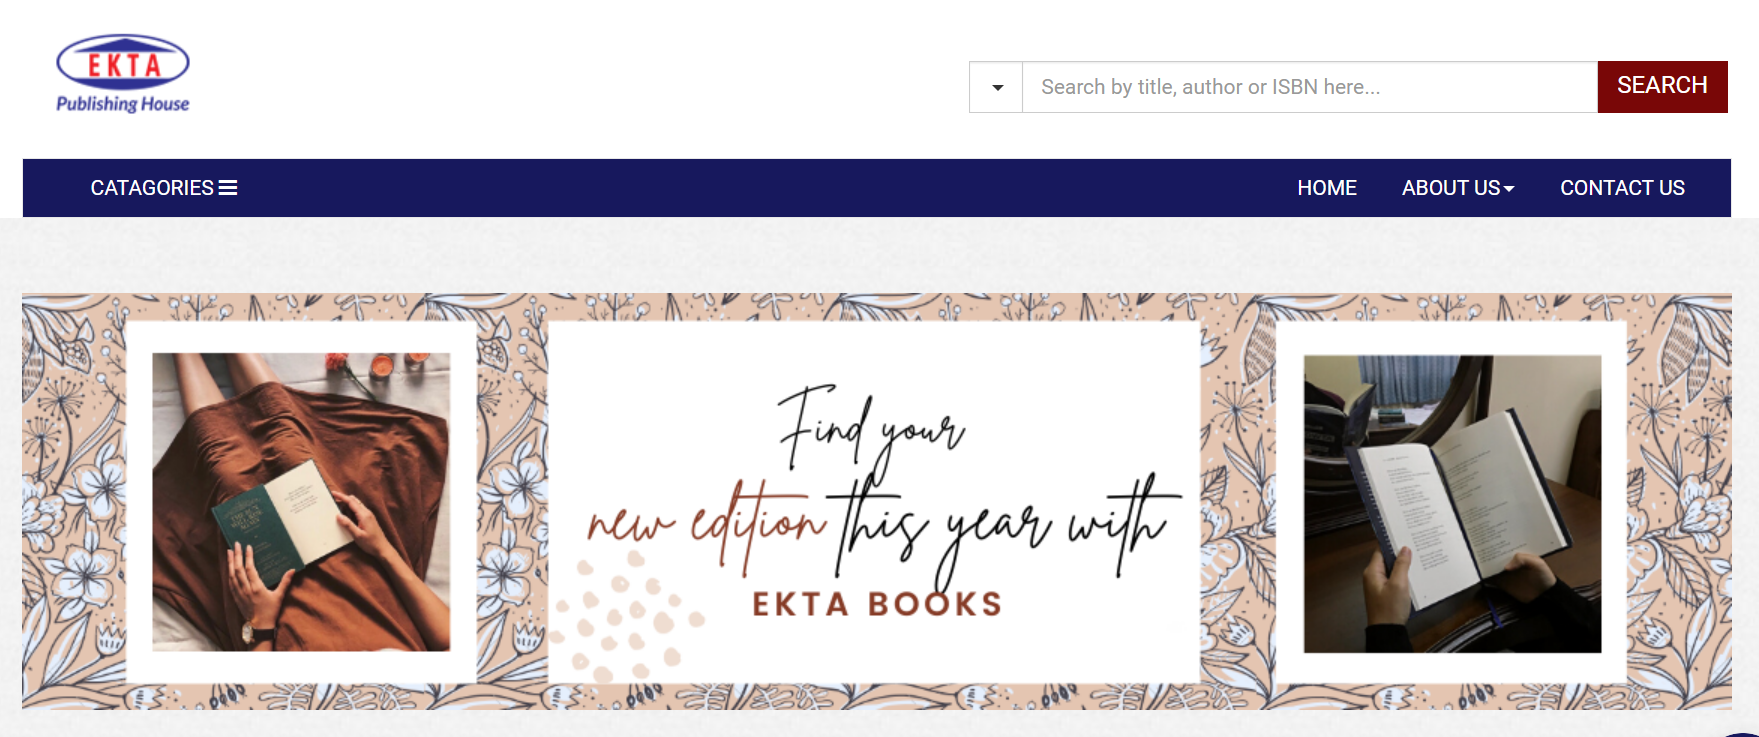 EKTA
Publishing House
Search by title, author or ISBN here...
SEARCH
CATAGORIES
HOME
ABOUT US
CONTACT US
Find your
new edition this year with
EKTA BOOKS